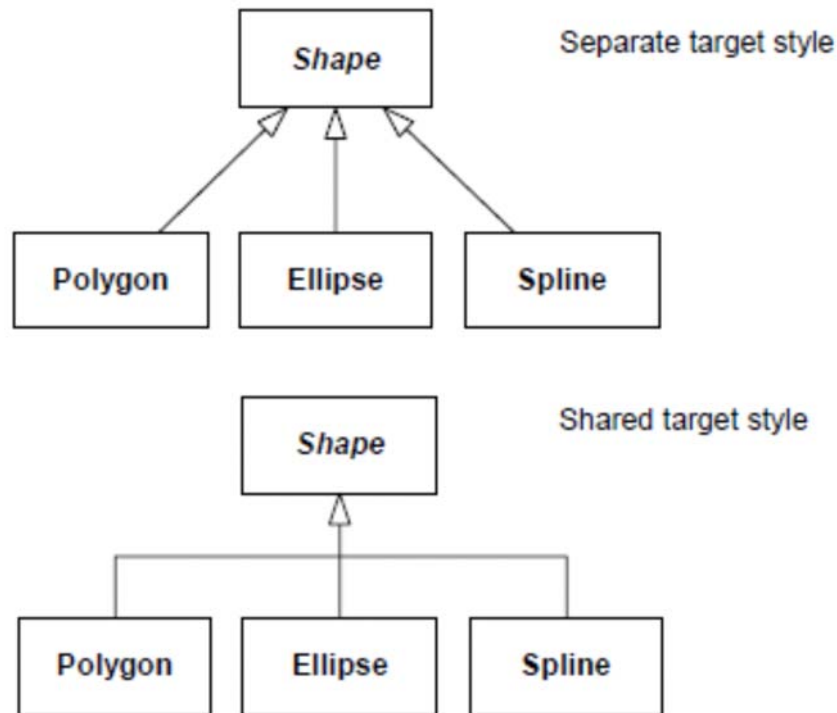 Shape
Separate target style
Polygon
Ellipse
Spline
Shape
Shared target style
Polygon
Ellipse
Spline